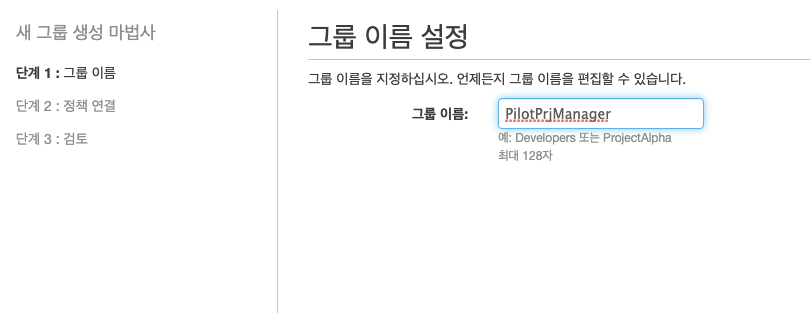 새 그룹 생성 마법사
단계 1 : 그룹 이름
단계 2 : 정책 연결
단계 3 : 검토
그룹 이름 설정
그룹 이름을 지정하십시오. 언제든지 그룹 이름을 편집할 수 있습니다.
그룹 이름: PilotPrjManager
예: Developers 또는 ProjectAlpha
최대 128자